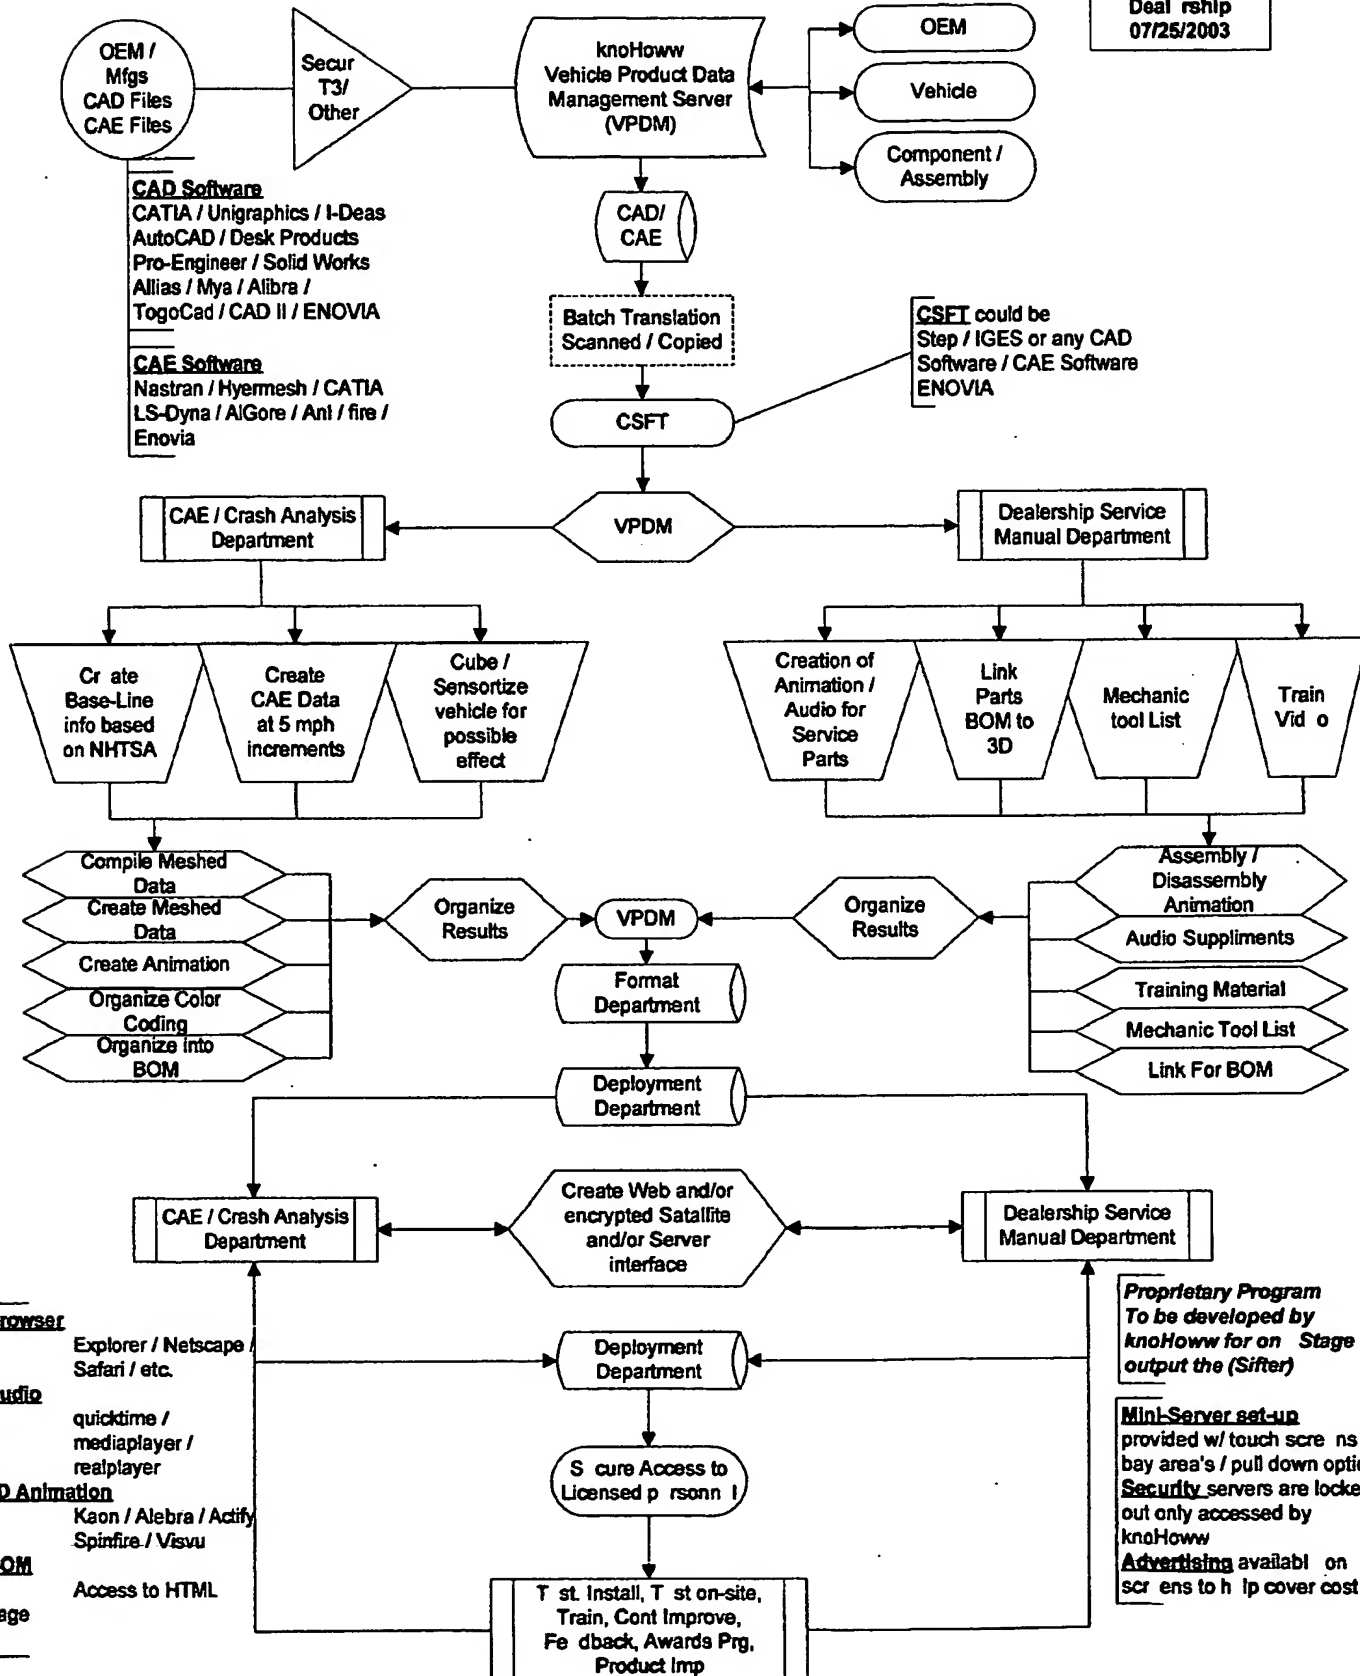 Deal rship
07/25/2003
OEM /
Mfgs
CAD Files
CAE Files
Secur
T3/
Other
knoHoww
Vehicle Product Data
Management Server
(VPDM)
OEM
Vehicle
Component /
Assembly
CAD Software
CATIA / Unigraphics / I-Deas
AutoCAD / Desk Products
Pro-Engineer / Solid Works
Allias / Mya / Alibra /
TogoCad / CAD II / ENOVIA
CAE Software
Nastran / Hyermesh / CATIA
LS-Dyna / AlGore / Ani / fire /
Enovia
CAD/
CAE
Batch Translation
Scanned / Copied
CSFT
CSFT could be
Step / IGES or any CAD
Software / CAE Software
ENOVIA
CAE / Crash Analysis
Department
VPDM
Dealership Service
Manual Department
Cr ate
Base-Line
info based
on NHTSA
Create
CAE Data
at 5 mph
increments
Cube /
Sensortize
vehicle for
possible
effect
Creation of
Animation /
Audio for
Service
Parts
Link
Parts
BOM to
3D
Mechanic
tool List
Train
Vid o
Compile Meshed
Data
Create Meshed
Data
Create Animation
Organize Color
Coding
Organize into
BOM
Organize
Results
VPDM
Organize
Results
Assembly /
Disassembly
Animation
Audio Suppliments
Training Material
Mechanic Tool List
Link For BOM
Format
Department
Deployment
Department
CAE / Crash Analysis
Department
Create Web and/or
encrypted Satallite
and/or Server
interface
Dealership Service
Manual Department
rowser
Explorer / Netscape /
Safari / etc.
udio
quicktime /
mediaplayer /
realplayer
D Animation
Kaon / Alebra / Actify
Spinfire / Visvu
OM
Access to HTML
age
Deployment
Department
S cure Access to
Licensed p rsonn l
T st. Install, T st on-site,
Train, Cont Improve,
Fe dback, Awards Prg,
Product Imp
Proprietary Program
To be developed by
knoHoww for on Stage
output the (Sifter)
Mini-Server set-up
provided w/ touch scre ns
bay area's / pull down optio
Security servers are locke
out only accessed by
knoHoww
Advertising availabl on
scr ens to h lp cover cost